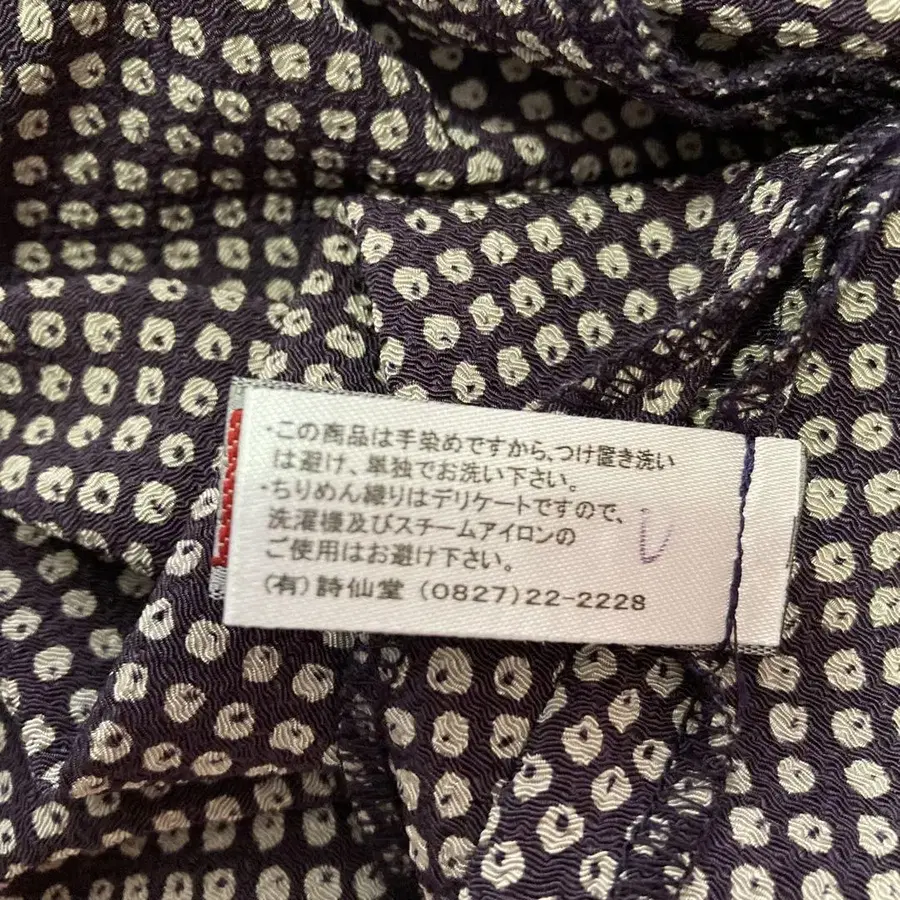 ・この商品は手染めですから、つけ置き洗い
は避け、単独でお洗い下さい。
・ちりめん織りはデリケートですので、
洗濯機及びスチームアイロンの
ご使用はお避け下さい。
(有)詩仙堂 (0827)22-2228